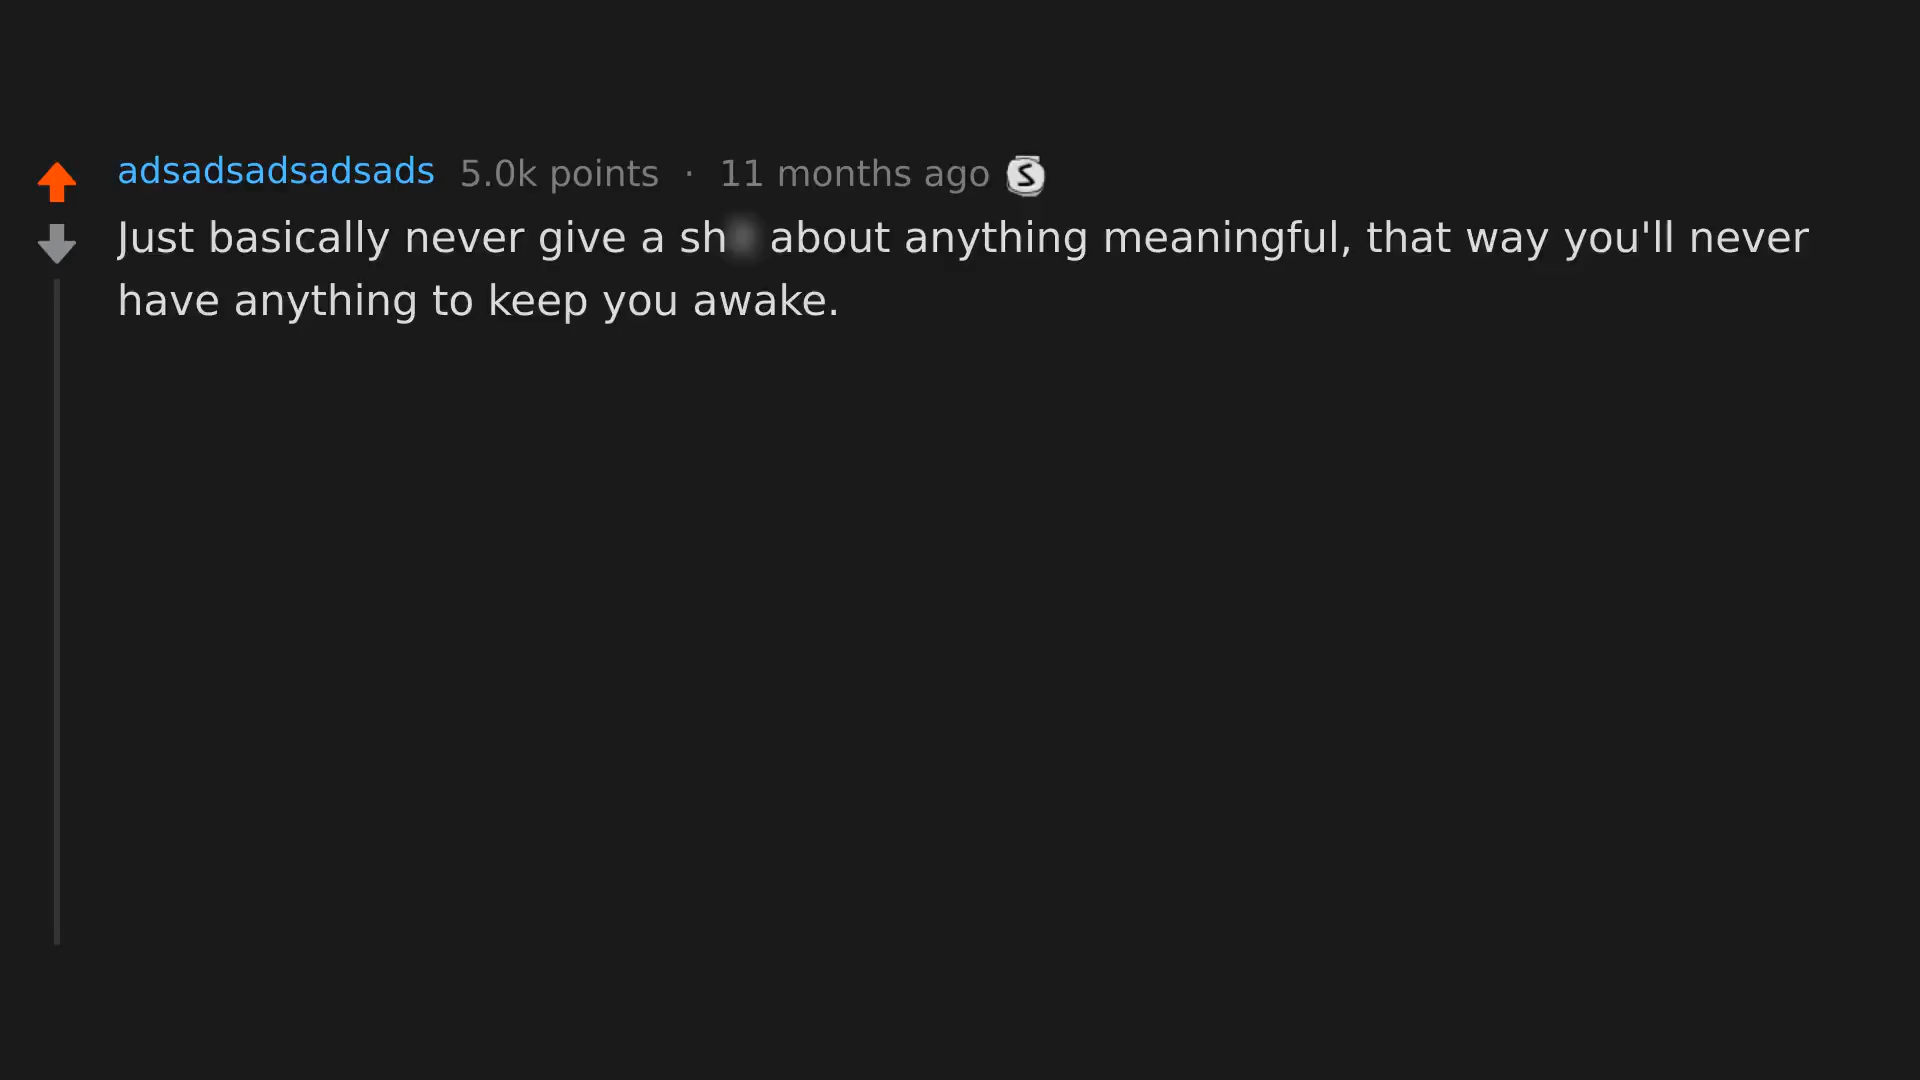 adsadsadsadsads 5.0k points · 11 months ago S
Just basically never give a sh about anything meaningful, that way you'll never
have anything to keep you awake.